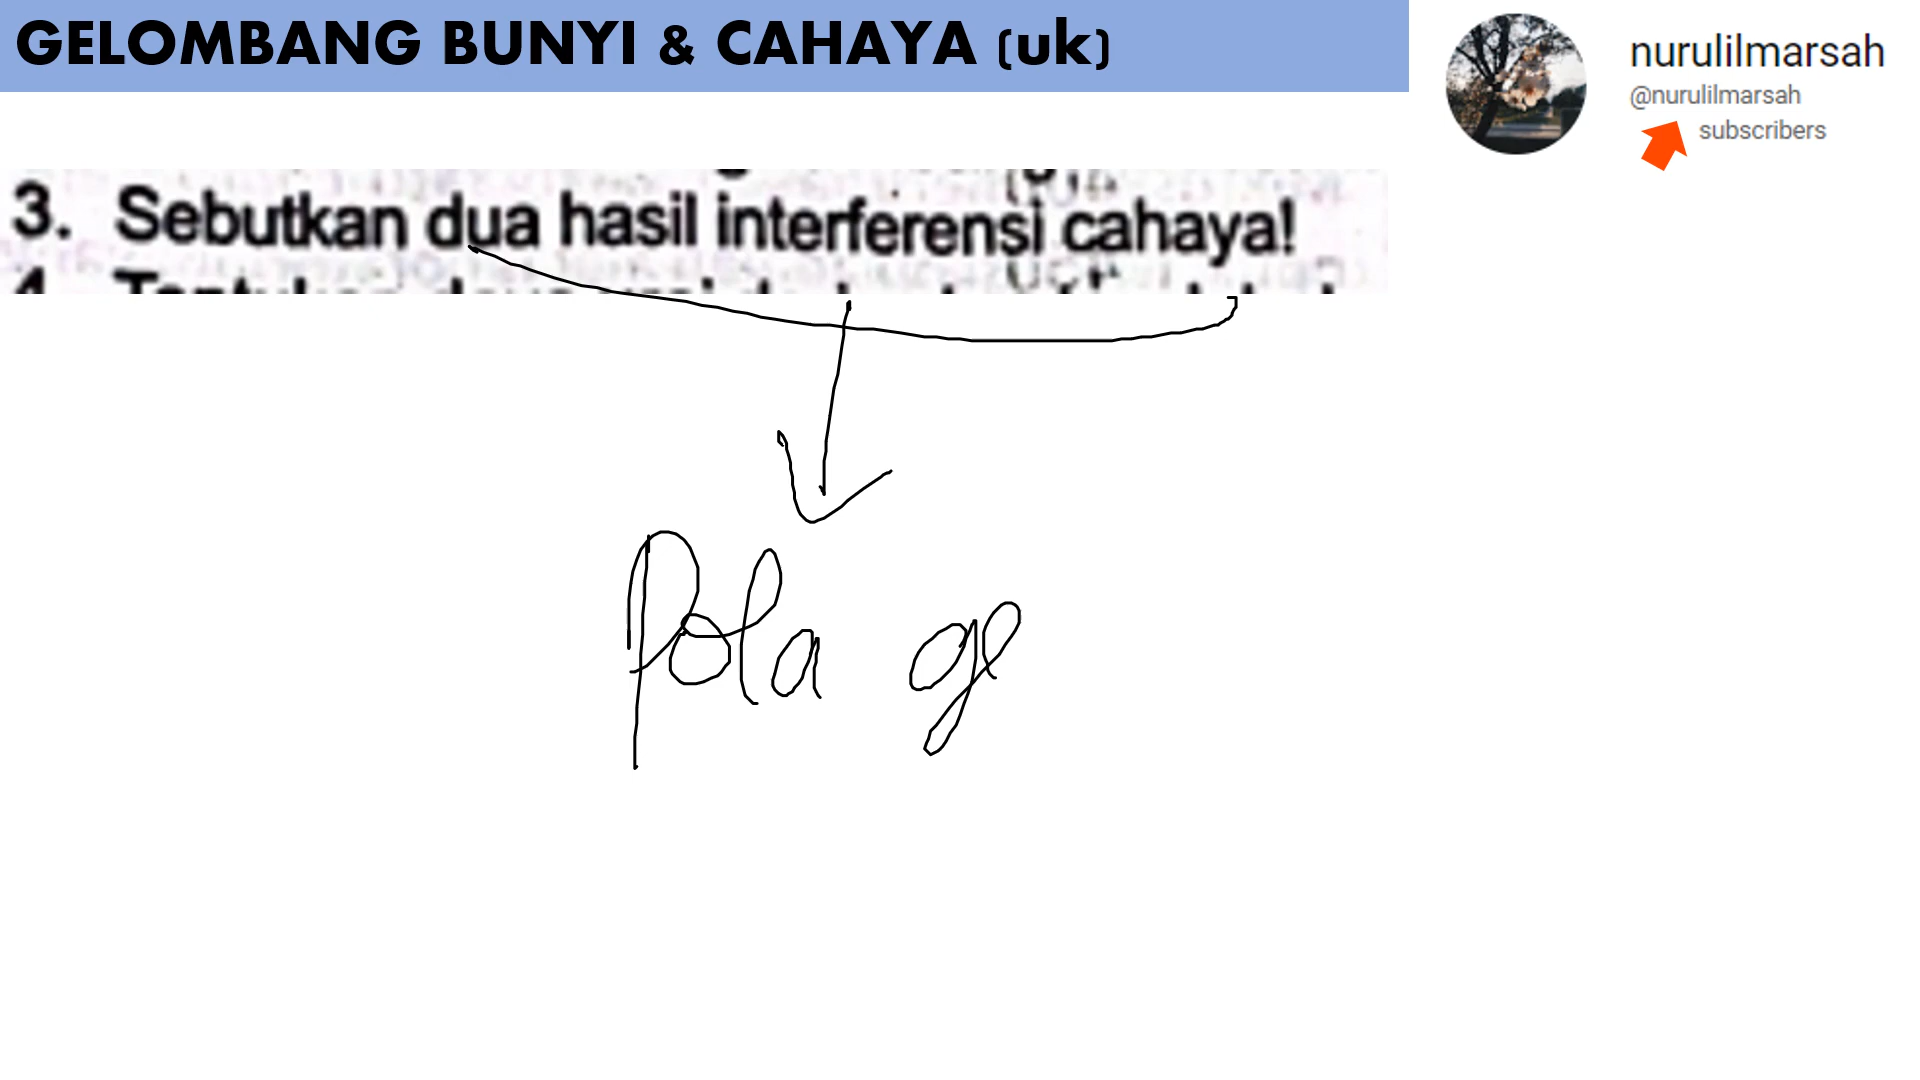 GELOMBANG BUNYI & CAHAYA (uk)
nurulilmarsah
@nurulilmarsah
subscribers
3. Sebutkan dua hasil interferensi cahaya!
Pola ge